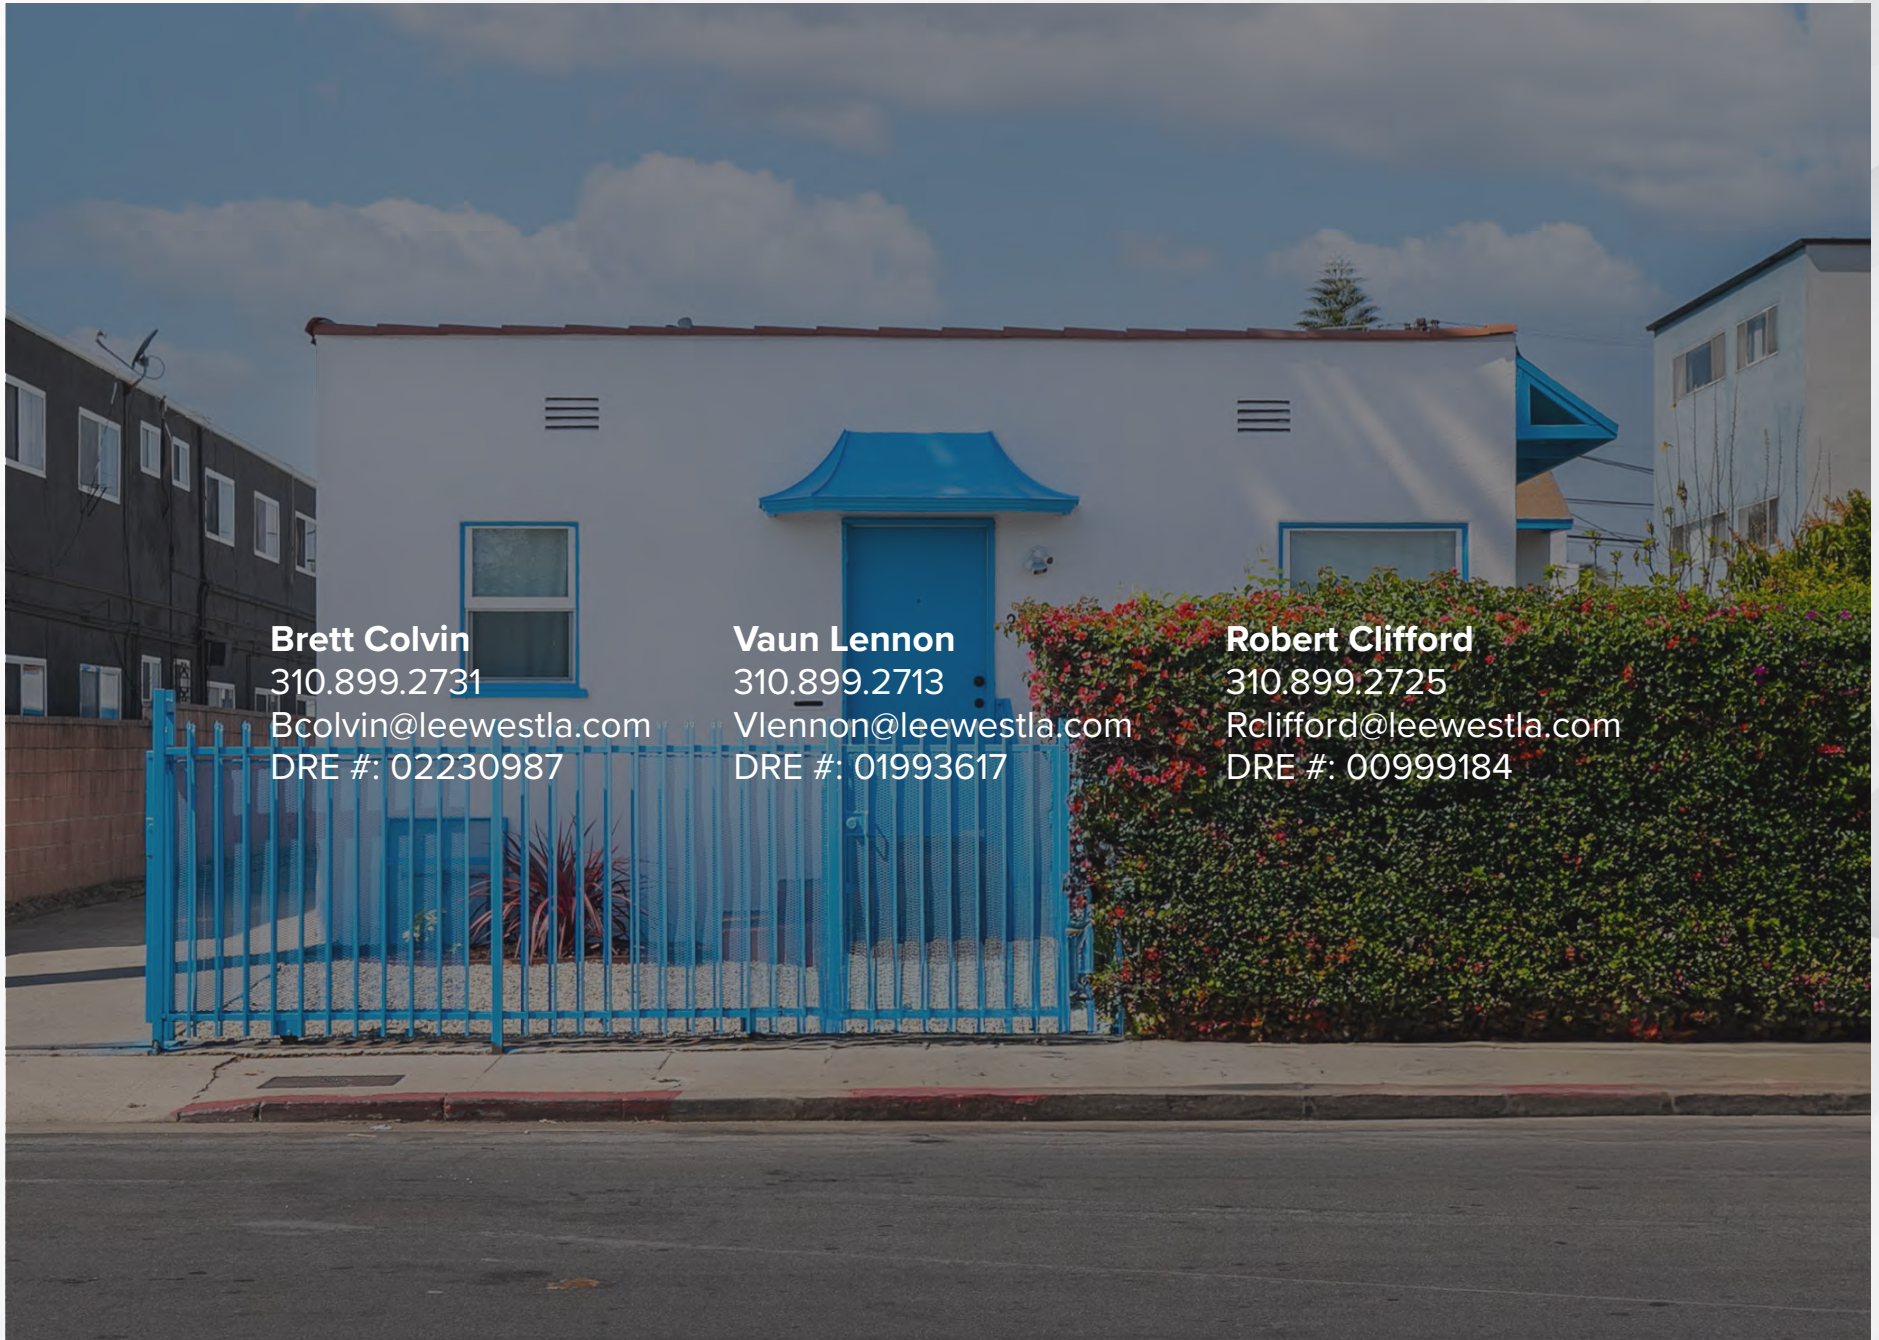 Brett Colvin
310.899.2731
Bcolvin@leewestla.com
DRE #: 02230987
Vaun Lennon
310.899.2713
Vlennon@leewestla.com
DRE #: 01993617
Robert Clifford
310.899.2725
Rclifford@leewestla.com
DRE #: 00999184